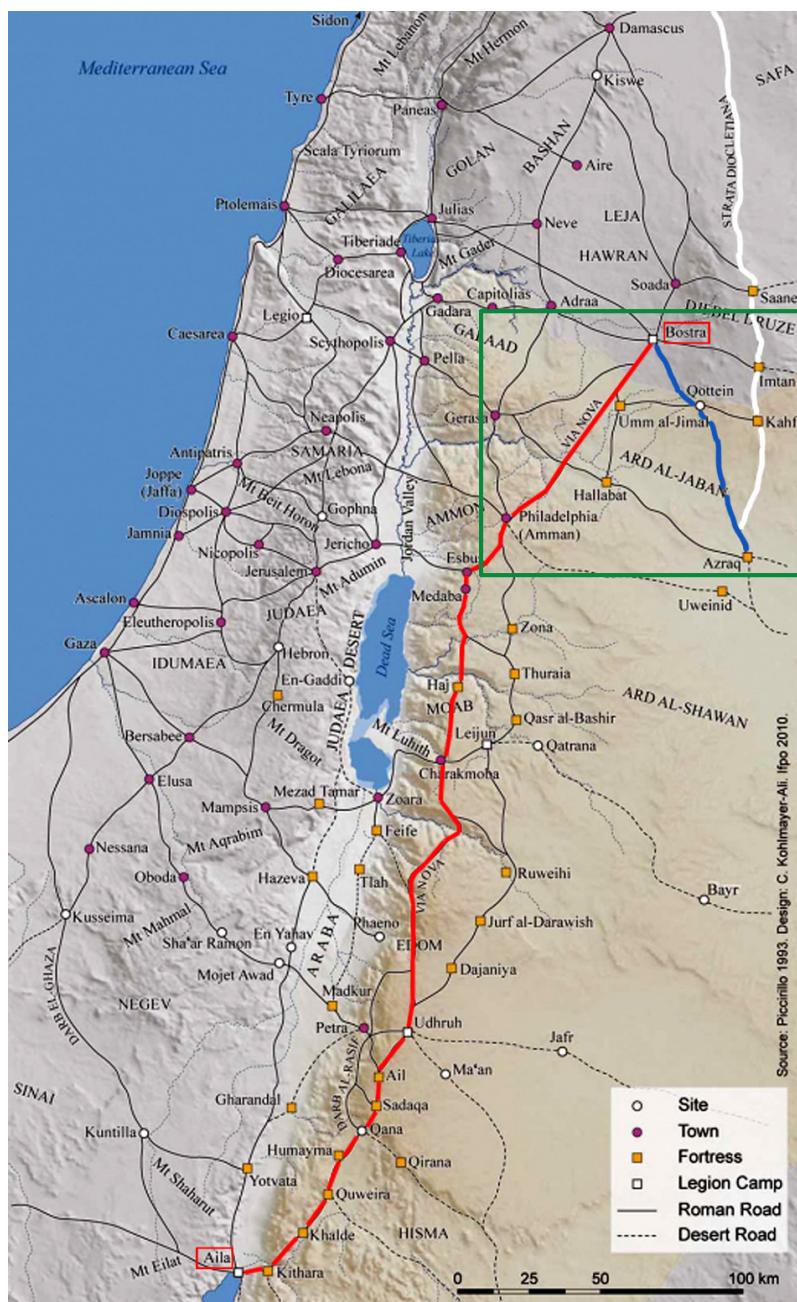 Sidon
Mt Lebanon
Mt Hermon
Damascus
Mediterranean Sea
Kiswe
SAFA
Tyre
Paneas
STRATA DIOCLETIANA
BASHAN
Scala Tyriorum
GOLAN
Aire
GALILAEA
Ptolemais
Julias
Neve
LEJA
Tiberiade
Tiberias
Lake
Mt Gader
HAWRAN
Diocesarea
Soada
Saane
Gadara
Capitolias
Adraa
DJEBEL DRUZE
Legio
Caesarea
Scythopolis
GALAAD
Bostra
Pella
Imtan
Qottein
Neapolis
Gerasa
VIA NOVA
Umm al-Jimal
Kahf
SAMARIA
Antipatris
Mt Lebona
ARD AL-JABAN
Joppe
(Jaffa)
Mt Beit Horon
Jordan Valley
Hallabat
Diospolis
Gophna
AMMON
Philadelphia
(Amman)
Jamnia
Nicopolis
Jericho
Esbus
Azraq
Jerusalem
Mt Adumin
Medaba
Uweinid
Ascalon
JUDAEA
Eleutheropolis
Zona
Gaza
IDUMAEA
Hebron
JUDAEA DESERT
Dead Sea
En-Gaddi
Thuraia
Chermula
Haj
MOAB
ARD AL-SHAWAN
Qasr al-Bashir
Bersabee
Mt Dragot
Mt Luhith
Leijun
Qatrana
Charakmoba
Elusa
Mezad Tamar
Zoara
Mampsis
Feife
Mt Aqrabim
Nessana
Oboda
Hazeva
Tlah
VIA NOVA
Ruweihi
Bayr
Kusseima
Mt Mahmal
Phaeno
Jurf al-Darawish
Sha'ar Ramon
En Yahav
ARABA
EDOM
Mojet Awad
Dajaniya
DARB EL-GHAZA
NEGEV
Madkur
Petra
Udhruh
Jafr
Ma'an
SINAI
DARB AL-RASIF
Ail
Gharandal
Sadaqa
Kuntilla
Qana
Humayma
Qirana
Mt Shaharut
Yotvata
Quweira
Khalde
HISMA
Aila
Mt Eilat
Kithara
Site
Town
Fortress
Legion Camp
Roman Road
Desert Road
0 25 50 100 km
Source: Piccirillo 1993. Design: C. Kohlmayer-Ali. Ifpo 2010.